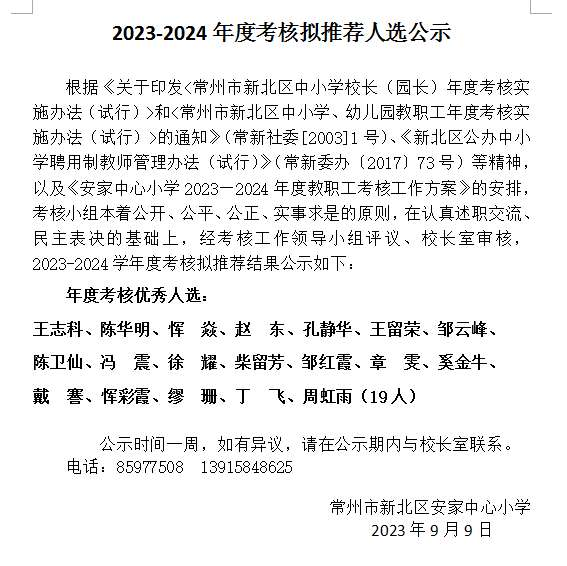 2023-2024 年度考核拟推荐人选公示
根据《关于印发<常州市新北区中小学校长（园长）年度考核实
施办法（试行）>和<常州市新北区中小学、幼儿园教职工年度考核实
施办法（试行）>的通知》（常新社委[2003]1 号）、《新北区公办中小
学聘用制教师管理办法（试行）》（常新委办〔2017〕73 号）等精神，
以及《安家中心小学 2023—2024 年度教职工考核工作方案》的安排，
考核小组本着公开、公平、公正、实事求是的原则，在认真述职交流、
民主表决的基础上，经考核工作领导小组评议、校长室审核，
2023-2024 学年度考核拟推荐结果公示如下：
年度考核优秀人选：
王志科、陈华明、恽　焱、赵　东、孔静华、王留荣、邹云峰、
陈卫仙、冯　震、徐　耀、柴留芳、邹红霞、章　雯、奚金牛、
戴　骞、恽彩霞、缪　珊、丁　飞、周虹雨（19 人）
公示时间一周，如有异议，请在公示期内与校长室联系。
电话：85977508　13915848625
常州市新北区安家中心小学
2023 年 9 月 9 日